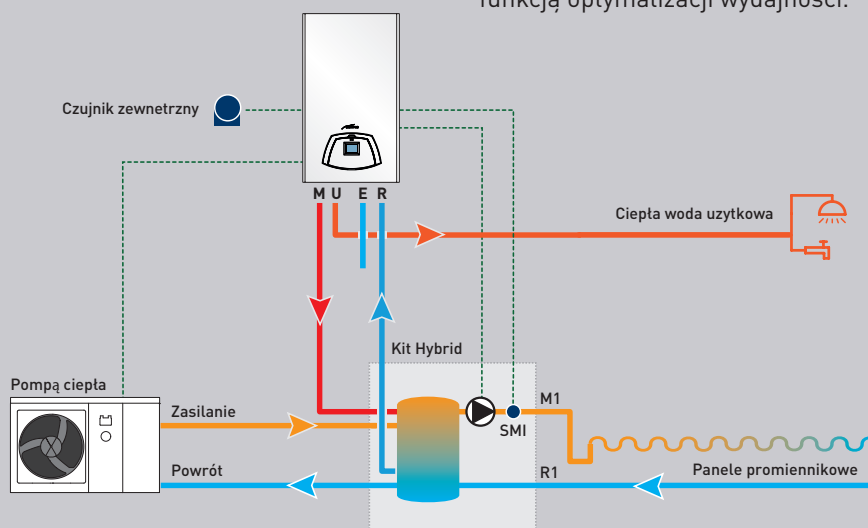 funkcją optymalizacji wydajności.
Czujnik zewnetrzny
M U E R
Ciepła woda uzytkowa
Kit Hybrid
Pompą ciepła
Zasilanie
M1
SMI
Powrót
R1
Panele promiennikowe